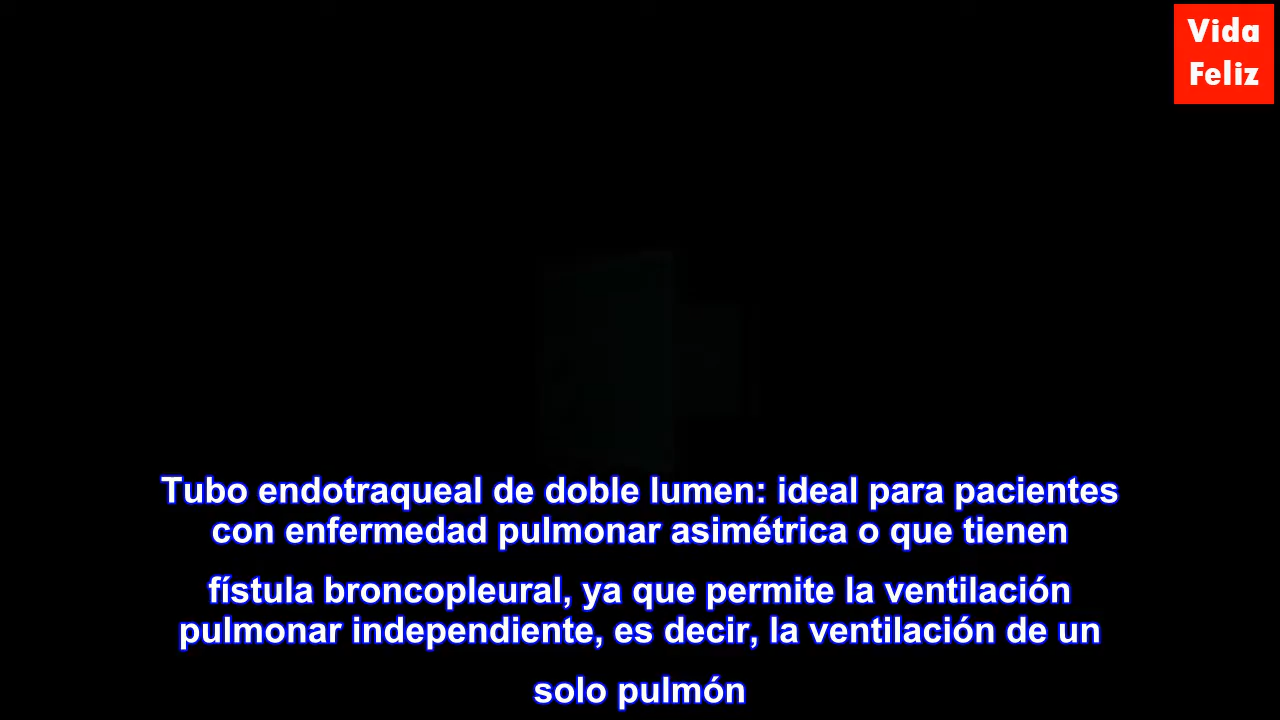 Vida
Feliz
Tubo endotraqueal de doble lumen: ideal para pacientes
con enfermedad pulmonar asimétrica o que tienen
fístula broncopleural, ya que permite la ventilación
pulmonar independiente, es decir, la ventilación de un
solo pulmón